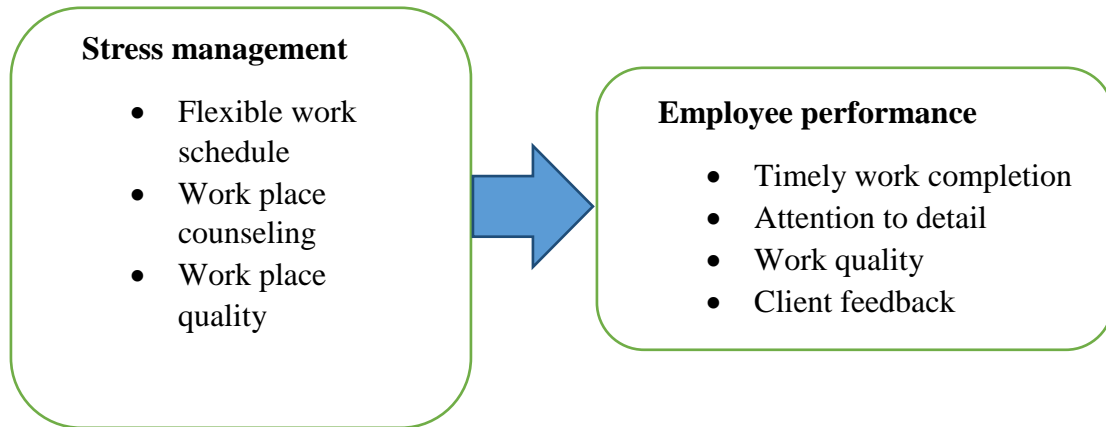 Stress management
• Flexible work
schedule
• Work place
counseling
• Work place
quality
Employee performance
• Timely work completion
• Attention to detail
• Work quality
• Client feedback